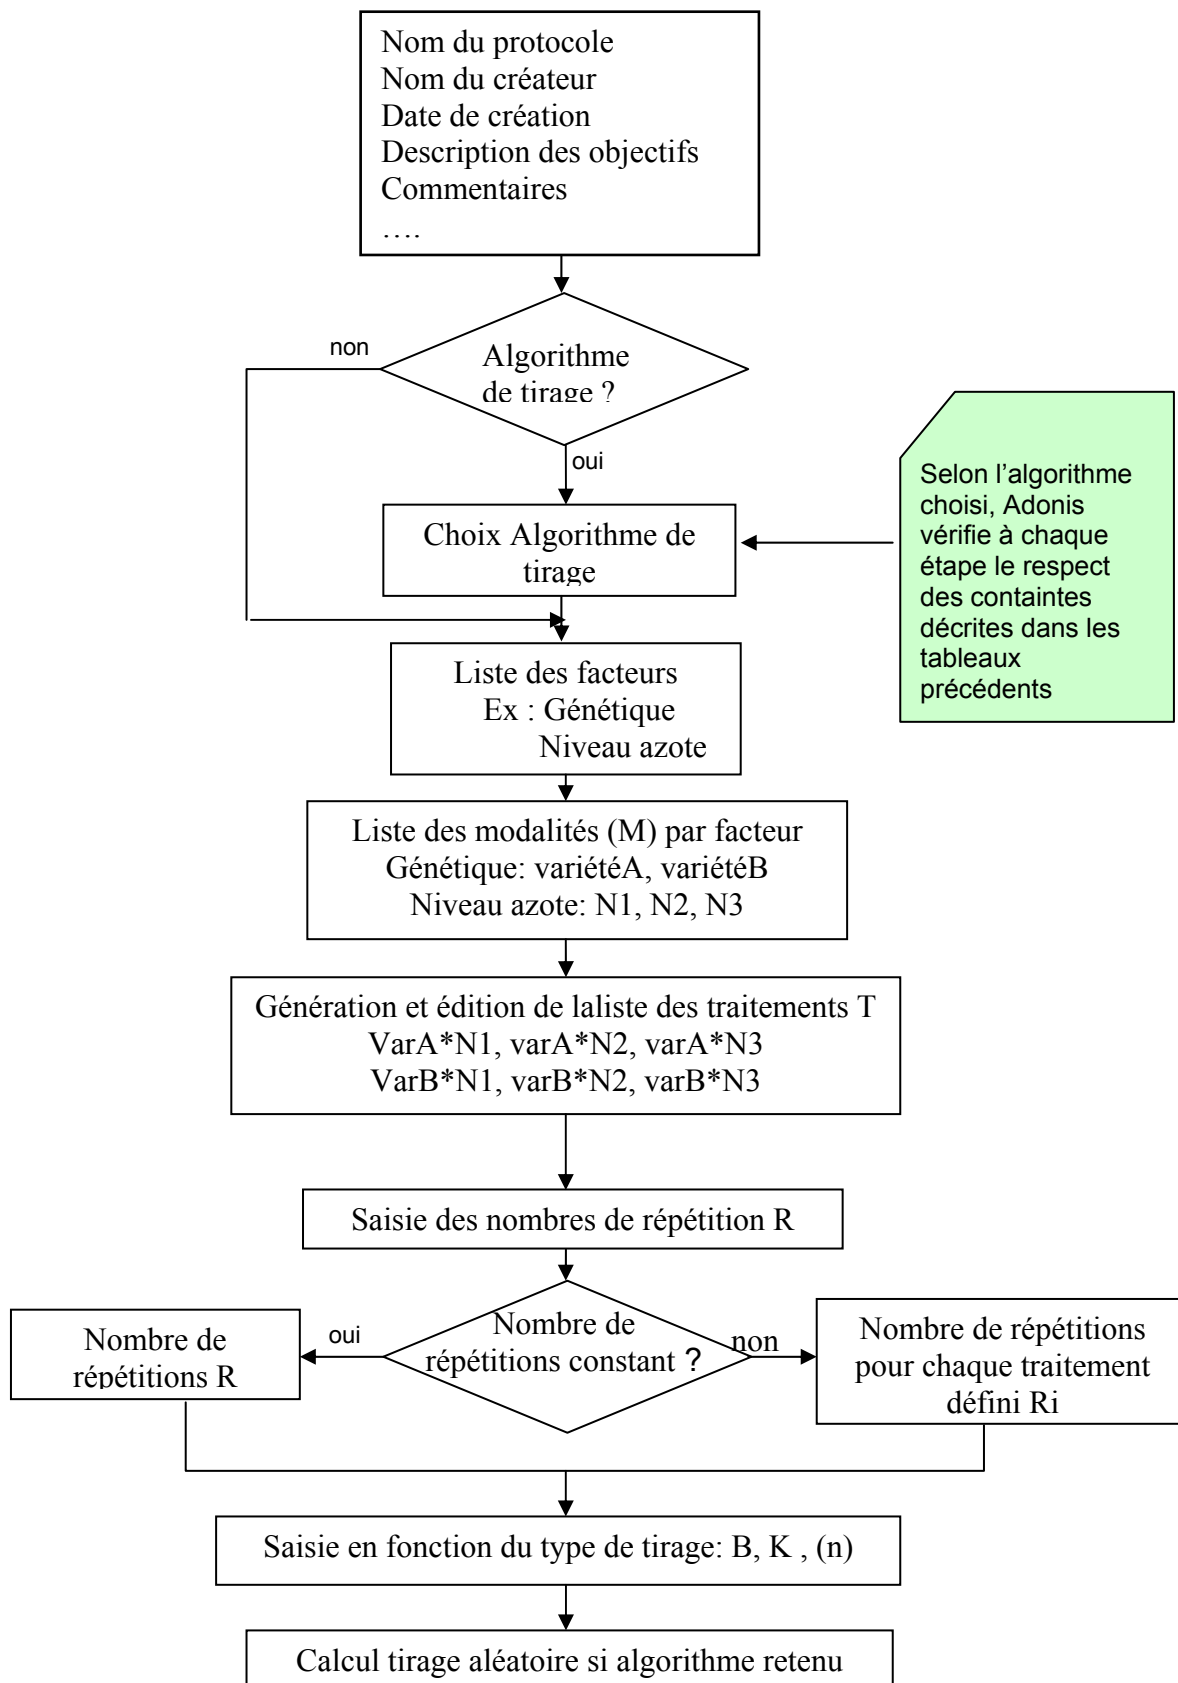 Nom du protocole
Nom du créateur
Date de création
Description des objectifs
Commentaires
….
non
Algorithme
de tirage ?
oui
Choix Algorithme de
tirage
Selon l’algorithme
choisi, Adonis
vérifie à chaque
étape le respect
des containtes
décrites dans les
tableaux
précédents
Liste des facteurs
Ex : Génétique
Niveau azote
Liste des modalités (M) par facteur
Génétique: variétéA, variétéB
Niveau azote: N1, N2, N3
Génération et édition de laliste des traitements T
VarA*N1, varA*N2, varA*N3
VarB*N1, varB*N2, varB*N3
Saisie des nombres de répétition R
Nombre de
répétitions R
oui
Nombre de
répétitions constant ?
non
Nombre de répétitions
pour chaque traitement
défini Ri
Saisie en fonction du type de tirage: B, K , (n)
Calcul tirage aléatoire si algorithme retenu